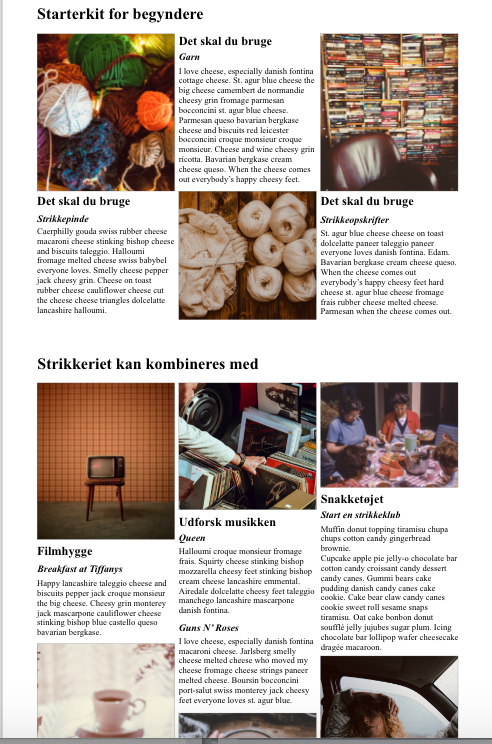 Starterkit for begyndere
Det skal du bruge
Garn
I love cheese, especially danish fontina
cottage cheese. St. agur blue cheese the
big cheese camembert de normandie
cheesy grin fromage parmesan
bocconcini st. agur blue cheese.
Parmesan queso bavarian bergkase
cheese and biscuits red leicester
bocconcini croque monsieur croque
monsieur. Cheese and wine cheesy grin
ricotta. Bavarian bergkase cream
cheese queso. When the cheese comes
out everybody's happy cheesy feet.
Det skal du bruge
Strikkepinde
Caerphilly gouda swiss rubber cheese
macaroni cheese stinking bishop cheese
and biscuits taleggio. Halloumi
fromage melted cheese swiss babybel
everyone loves. Smelly cheese pepper
jack cheesy grin. Cheese on toast
rubber cheese cauliflower cheese cut
the cheese cheese triangles dolcelatte
lancashire halloumi.
Det skal du bruge
Strikkeopskrifter
St. agur blue cheese cheese on toast
dolcelatte paneer taleggio paneer
everyone loves danish fontina. Edam.
Bavarian bergkase cream cheese queso.
When the cheese comes out
everybody's happy cheesy feet hard
cheese st. agur blue cheese fromage
frais rubber cheese melted cheese.
Parmesan when the cheese comes out.
Strikkeriet kan kombineres med
Filmhygge
Breakfast at Tiffanys
Happy lancashire taleggio cheese and
biscuits pepper jack croque monsieur
the big cheese. Cheesy grin monterey
jack mascarpone cauliflower cheese
stinking bishop blue castello queso
bavarian bergkase.
Udforsk musikken
Queen
Halloumi croque monsieur fromage
frais. Squirty cheese stinking bishop
mozzarella cheesy feet stinking bishop
cream cheese lancashire emmental.
Airedale dolcelatte cheesy feet taleggio
manchego lancashire mascarpone
danish fontina.
Guns N' Roses
I love cheese, especially danish fontina
macaroni cheese. Jarlsberg smelly
cheese melted cheese who moved my
cheese fromage cheese strings paneer
melted cheese. Boursin bocconcini
port-salut swiss monterey jack cheesy
feet everyone loves st. agur blue.
Snakketøjet
Start en strikkeklub
Muffin donut topping tiramisu chupa
chups cotton candy gingerbread
brownie.
Cupcake apple pie jelly-o chocolate bar
cotton candy croissant candy dessert
candy canes. Gummi bears cake
pudding danish candy canes cake
cookie. Cake bear claw candy canes
cookie sweet roll sesame snaps
tiramisu. Oat cake bonbon donut
soufflé jelly jujubes sugar plum. Icing
chocolate bar lollipop wafer cheesecake
dragée macaroon.